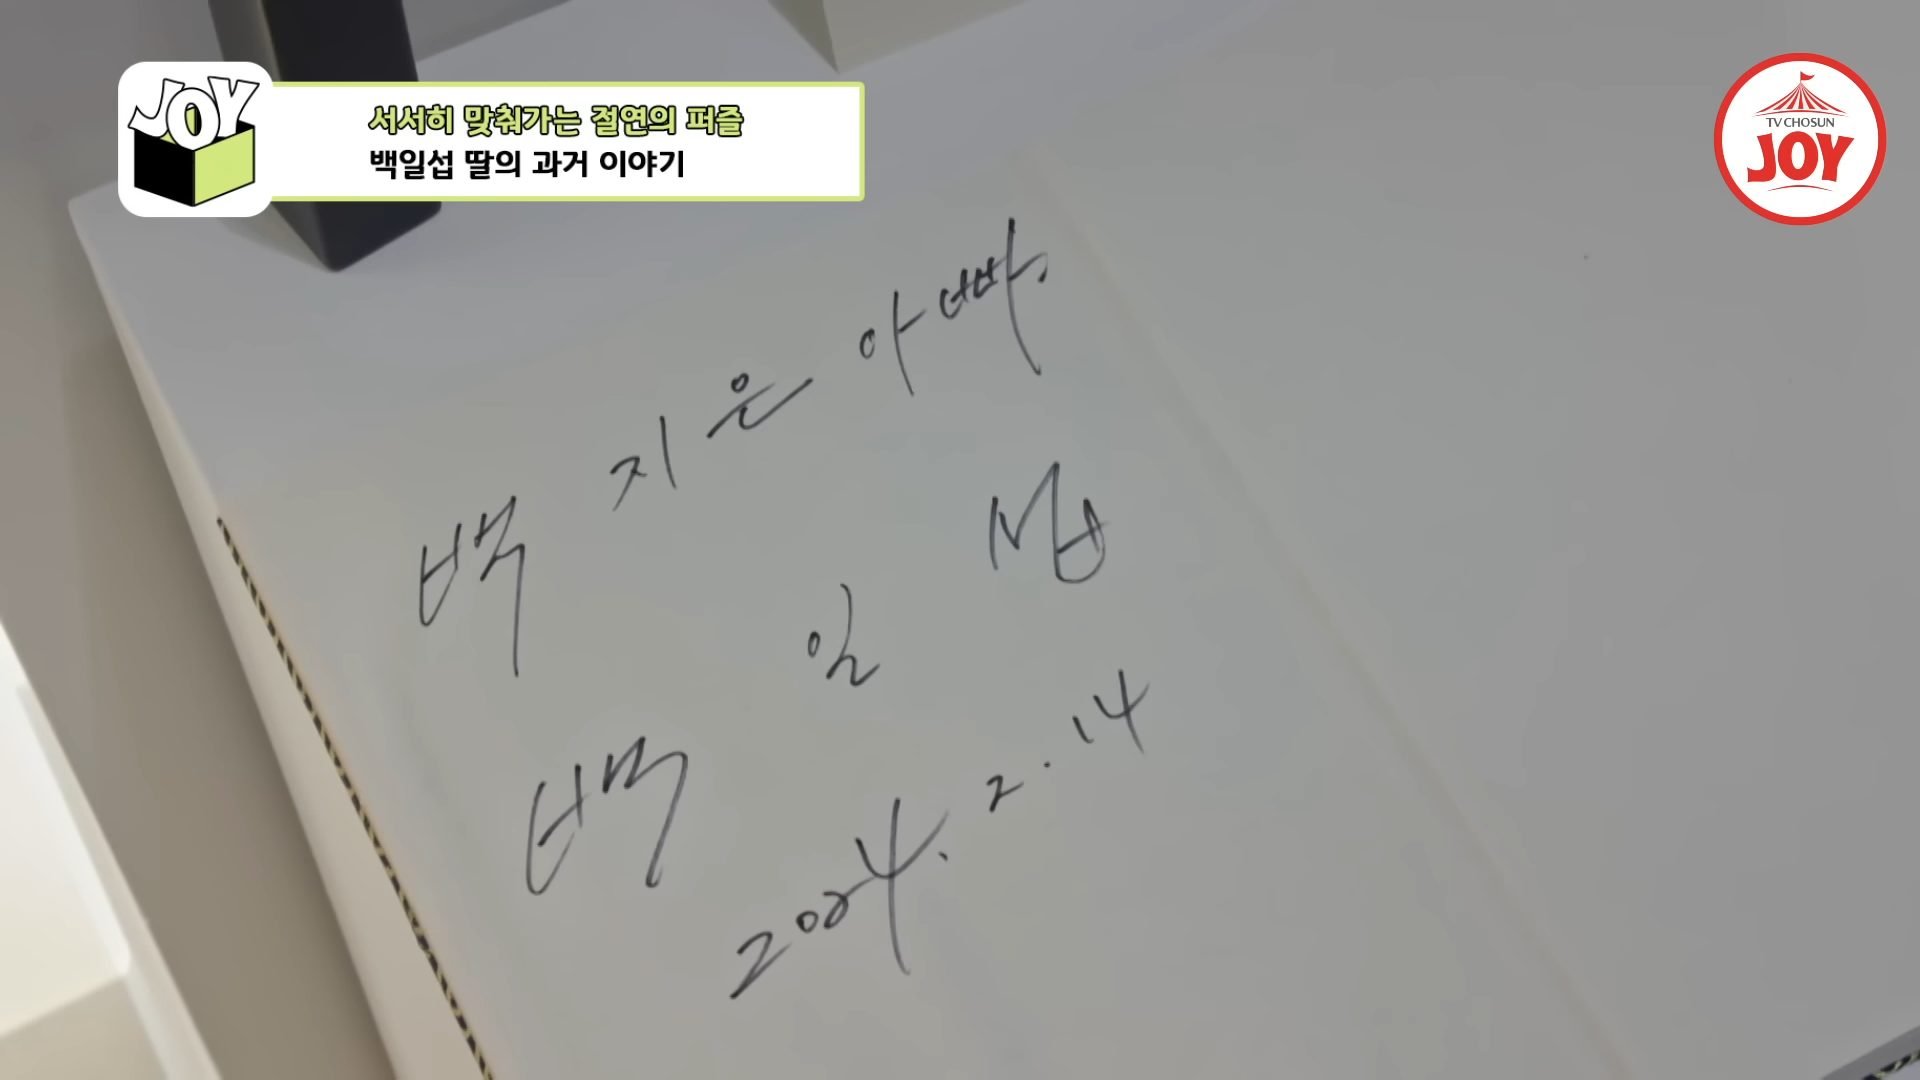 JOY
서서히 맞춰가는 절연의 퍼즐
백일섭 딸의 과거 이야기
TV CHOSUN
JOY
백 지은 아빠
백 일 섭
2024. 2. 14